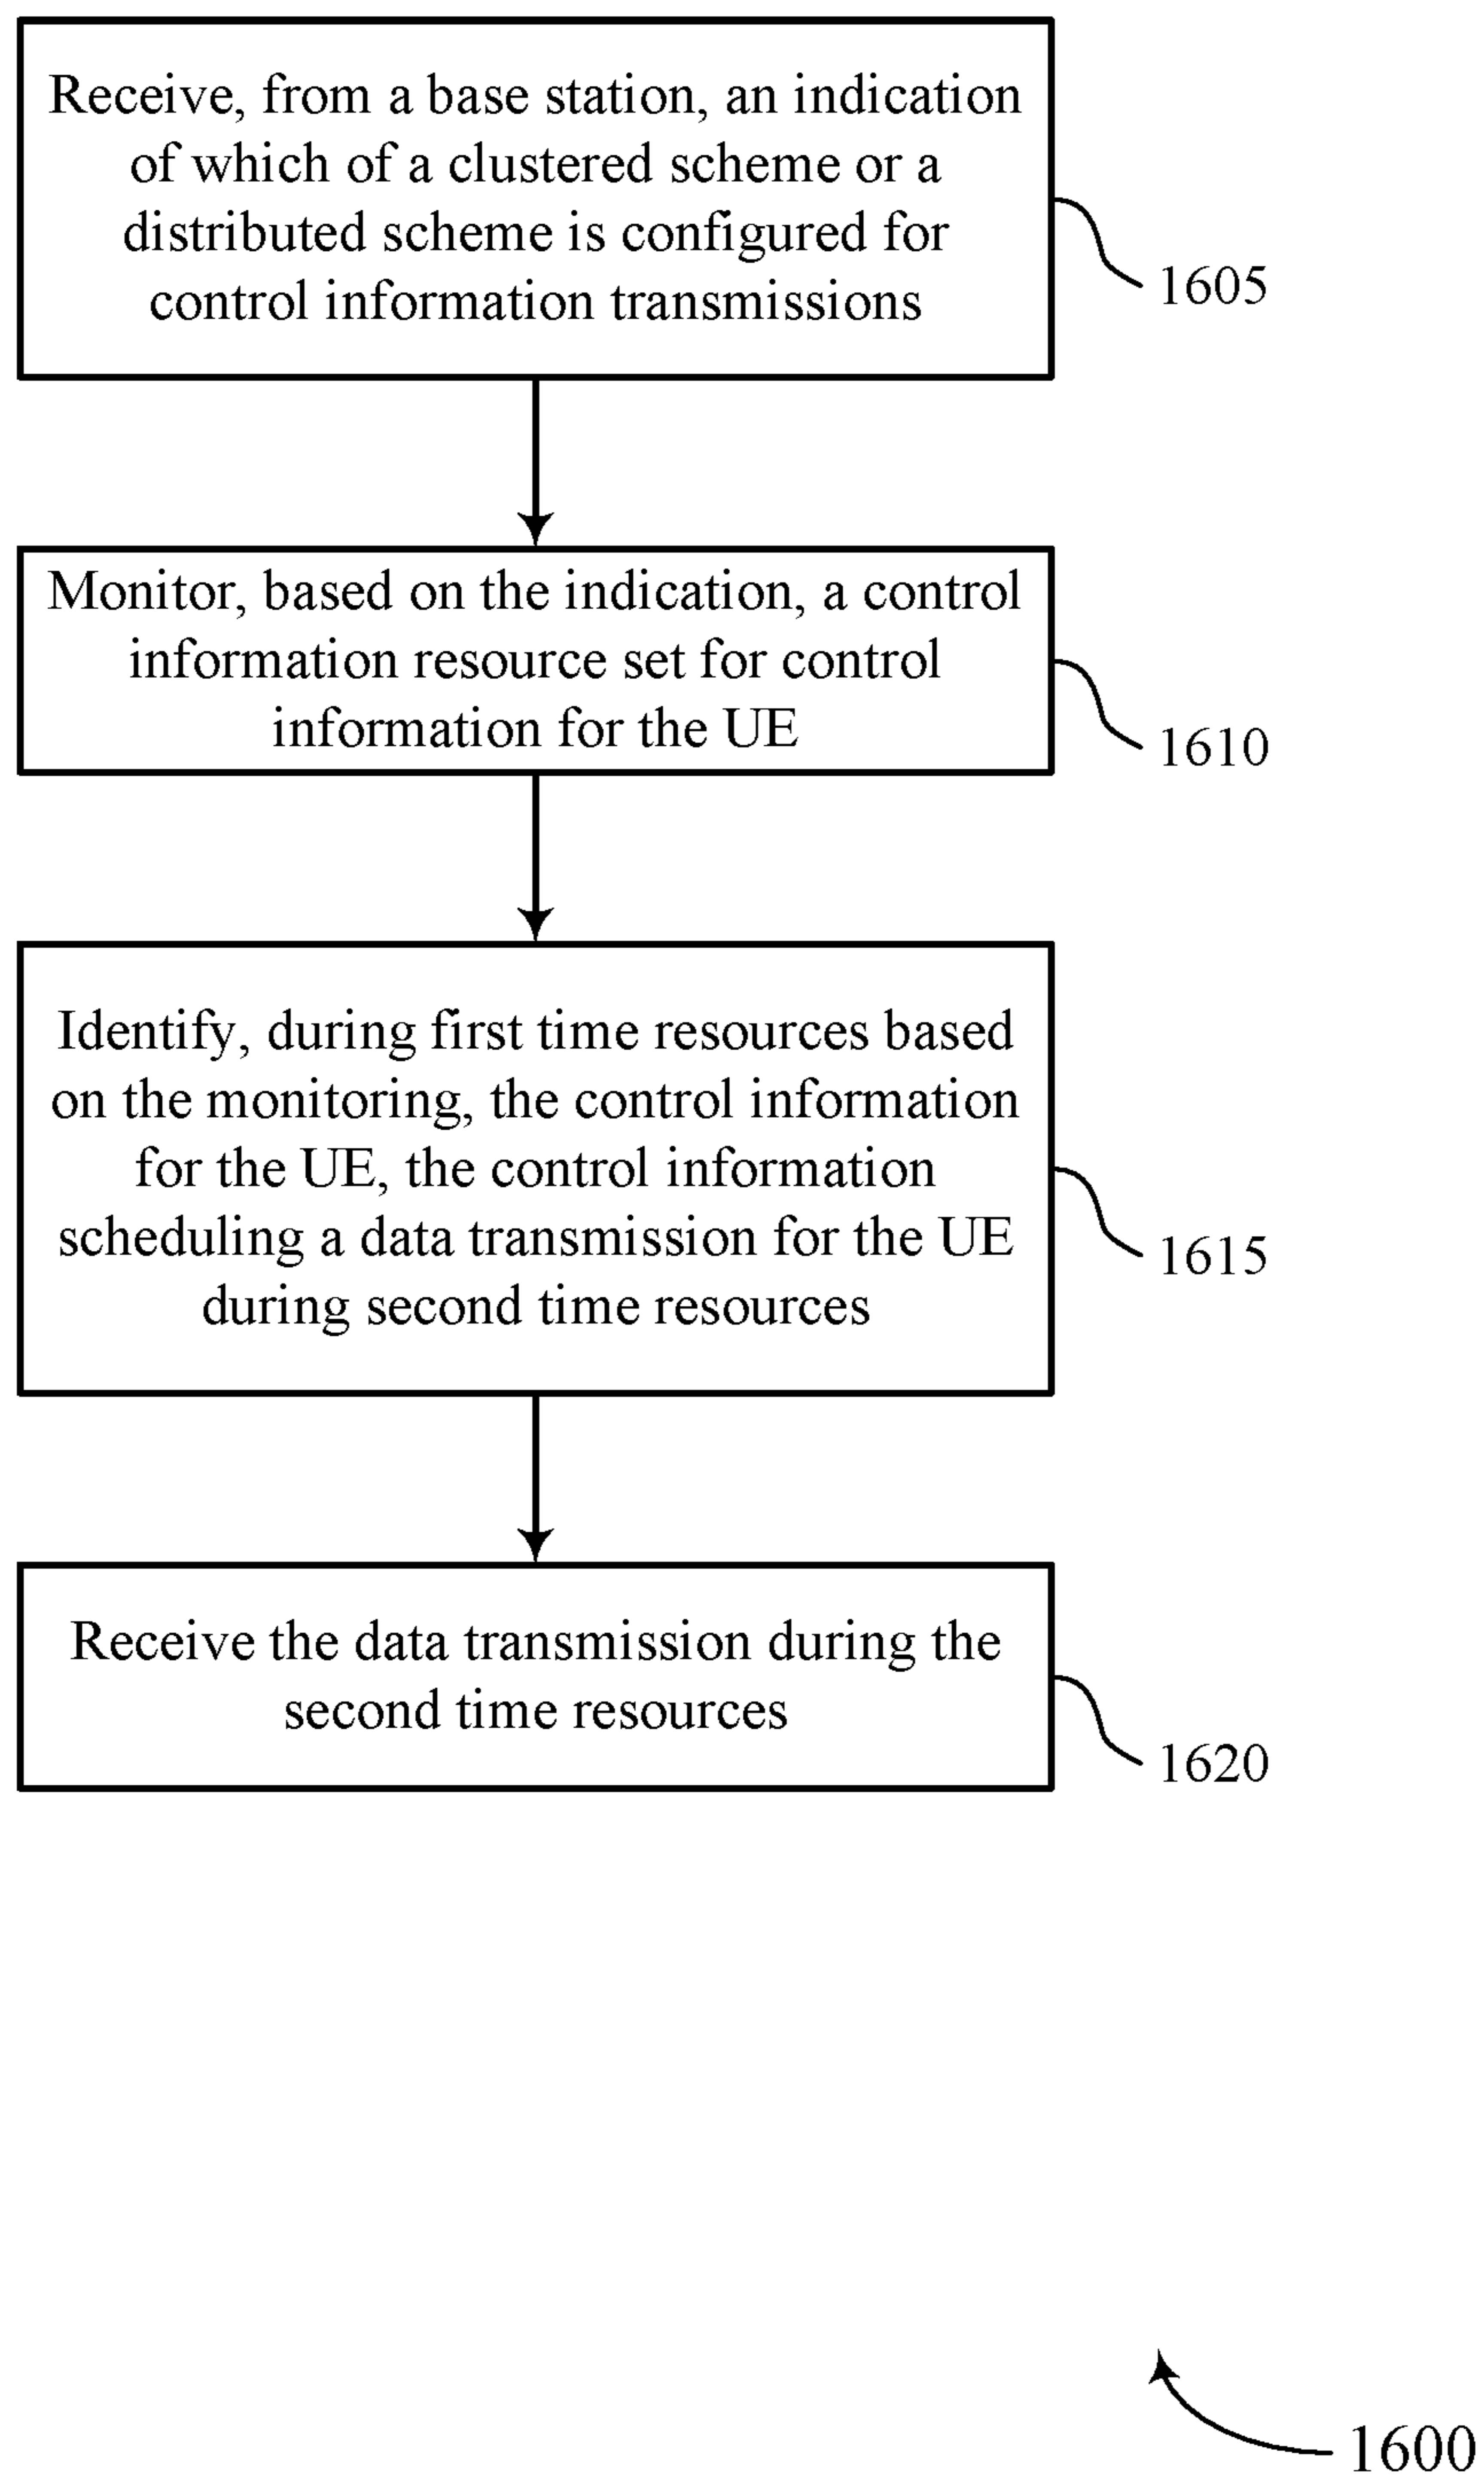 Receive, from a base station, an indication
of which of a clustered scheme or a
distributed scheme is configured for
control information transmissions
1605
Monitor, based on the indication, a control
information resource set for control
information for the UE
1610
Identify, during first time resources based
on the monitoring, the control information
for the UE, the control information
scheduling a data transmission for the UE
during second time resources
1615
Receive the data transmission during the
second time resources
1620
1600